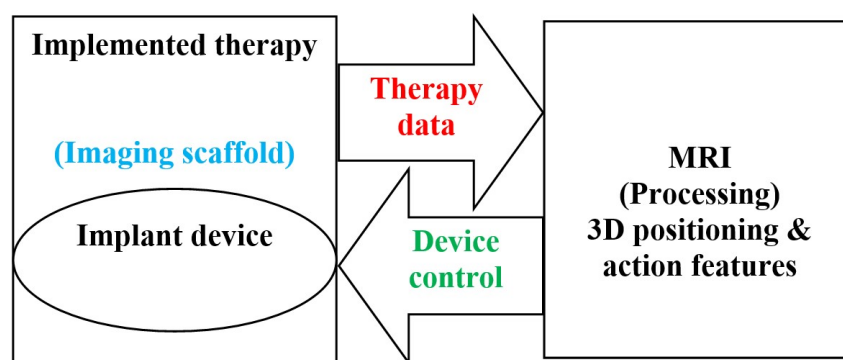 Implemented therapy
(Imaging scaffold)
Implant device
Therapy
data
Device
control
MRI
(Processing)
3D positioning &
action features